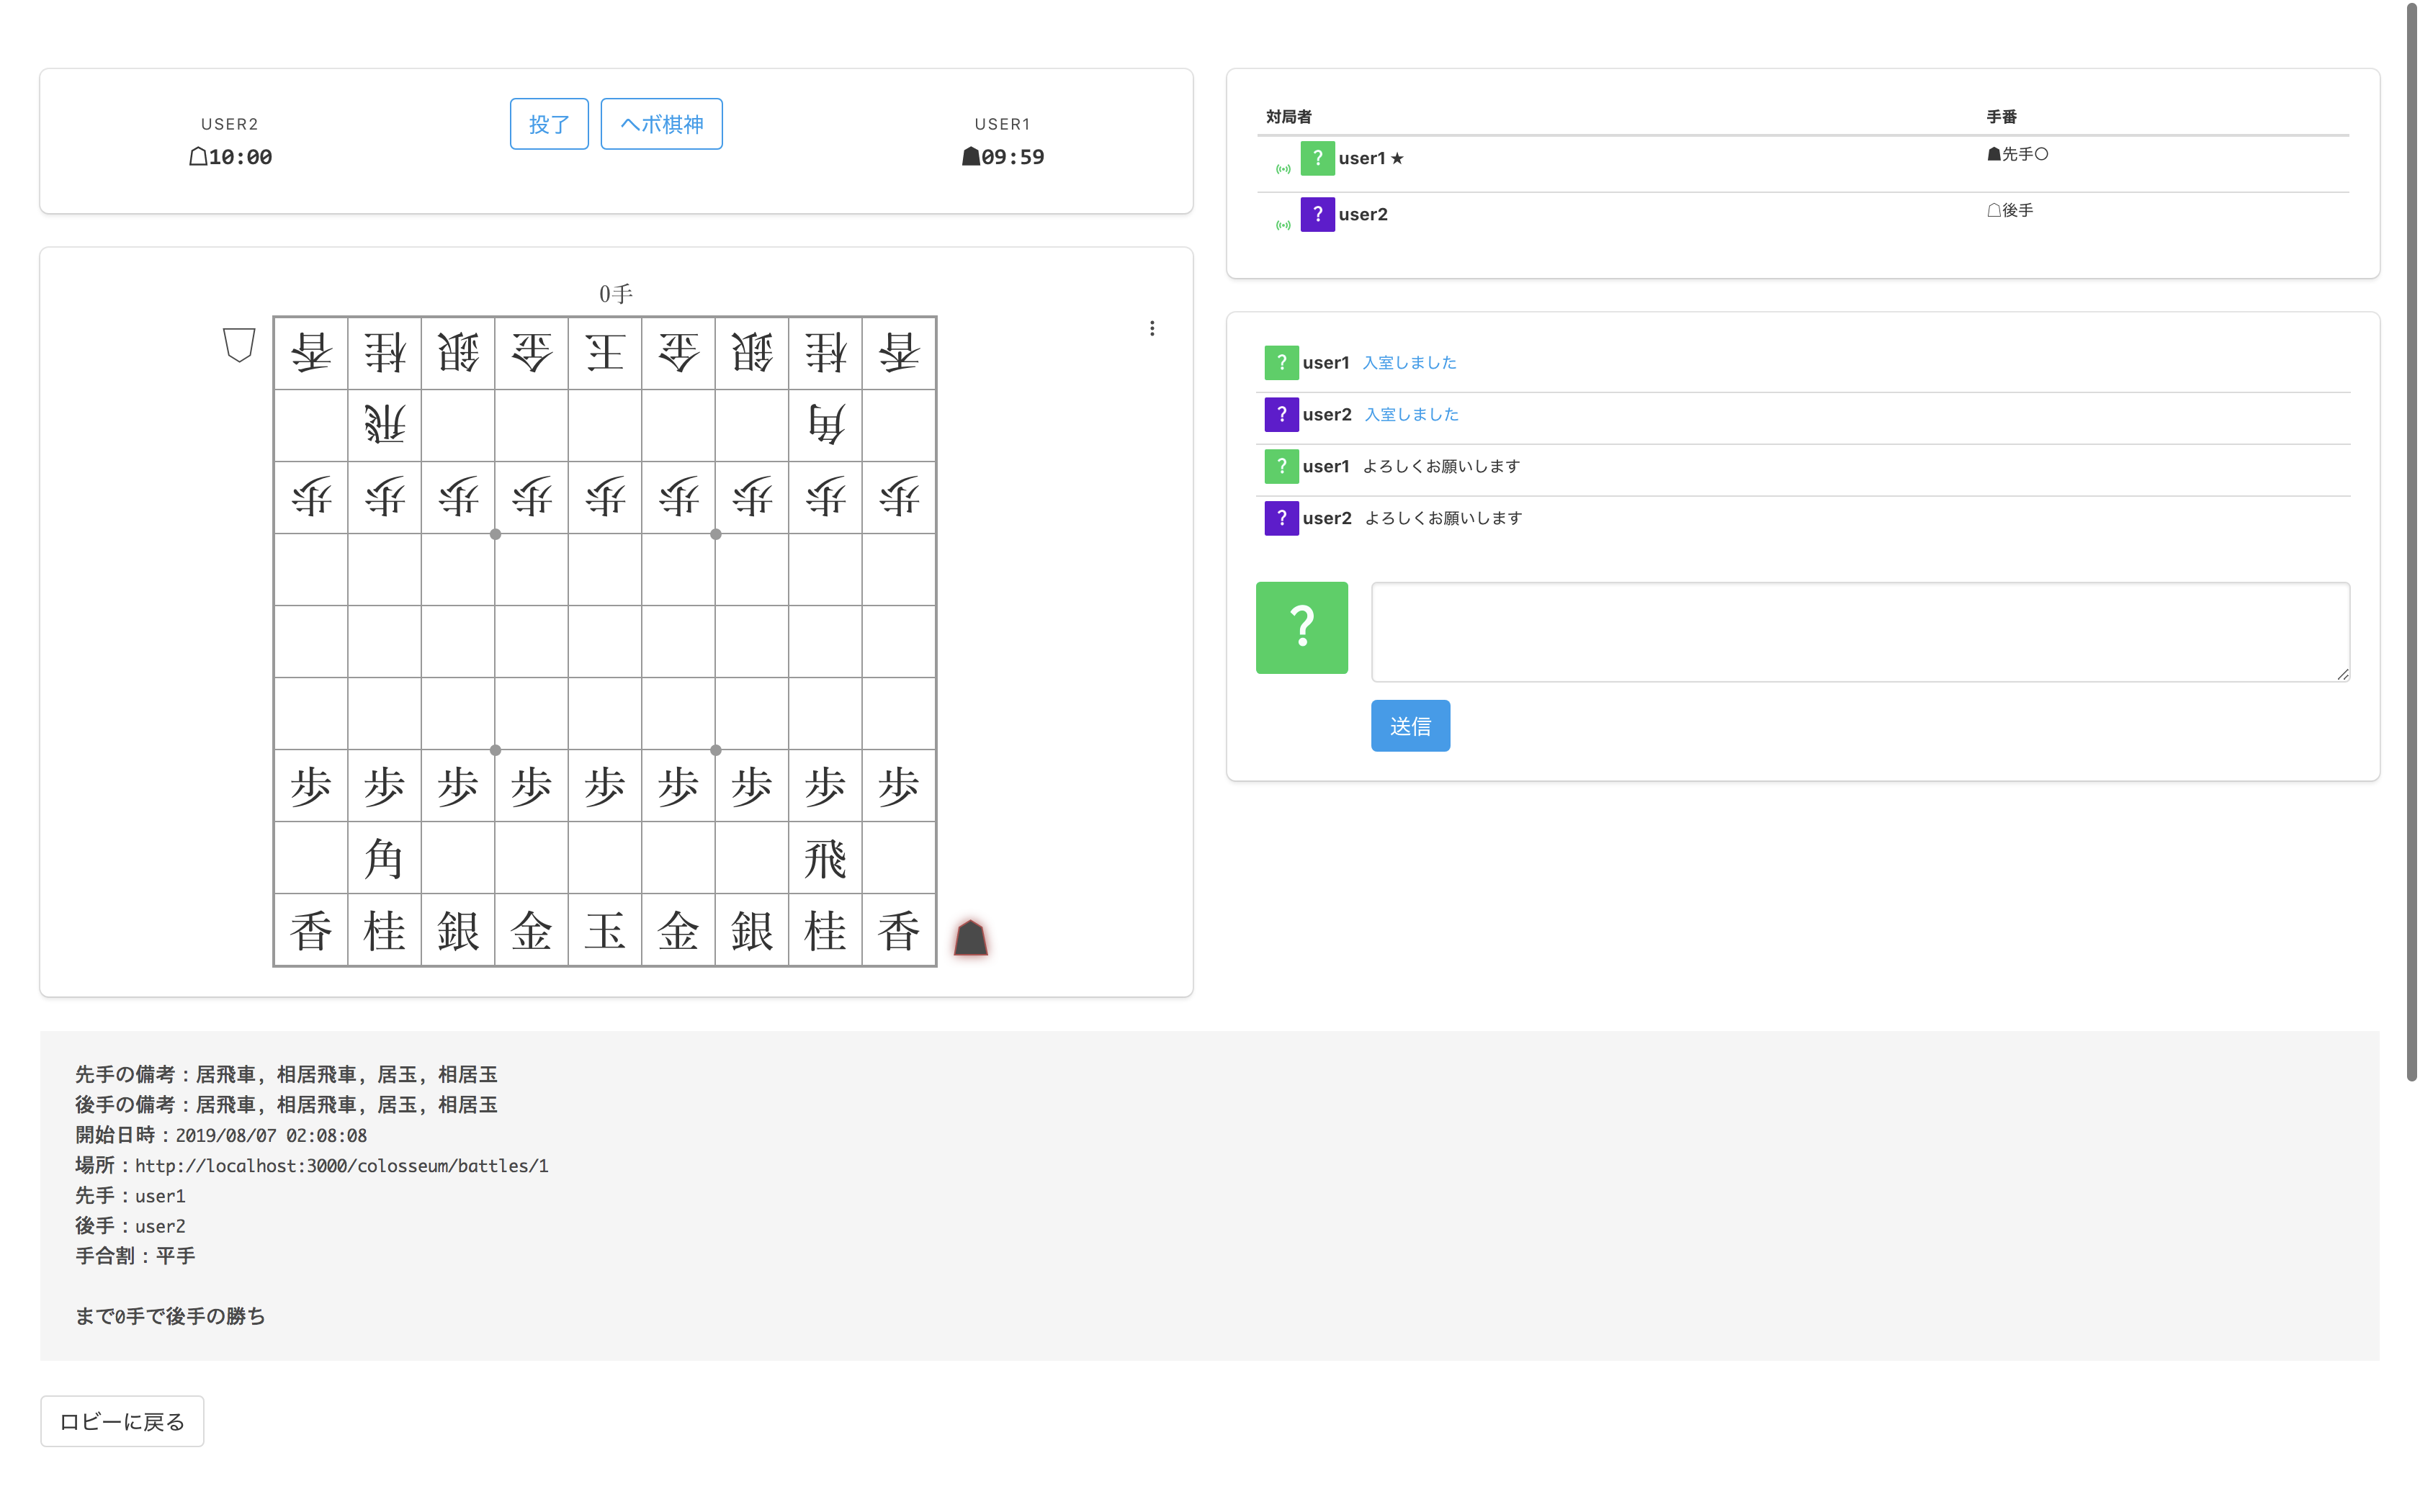 USER2
☖10:00
投了
ヘボ棋神
USER1
☗09:59
0手
香桂銀金王金銀桂香
飛角
歩歩歩歩歩歩歩歩歩
歩歩歩歩歩歩歩歩歩
角飛
香桂銀金玉金銀桂香
対局者 手番
? user1 ★ ☗先手○
? user2 ☖後手
? user1 入室しました
? user2 入室しました
? user1 よろしくお願いします
? user2 よろしくお願いします
?
送信
先手の備考：居飛車, 相居飛車, 居玉, 相居玉
後手の備考：居飛車, 相居飛車, 居玉, 相居玉
開始日時：2019/08/07 02:08:08
場所：http://localhost:3000/colosseum/battles/1
先手：user1
後手：user2
手合割：平手
まで0手で後手の勝ち
ロビーに戻る